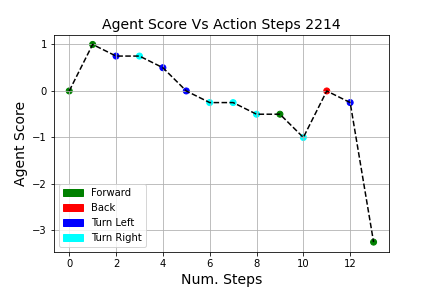 Agent Score Vs Action Steps 2214
1
0
−1
−2
−3
Agent Score
Forward
Back
Turn Left
Turn Right
0 2 4 6 8 10 12
Num. Steps